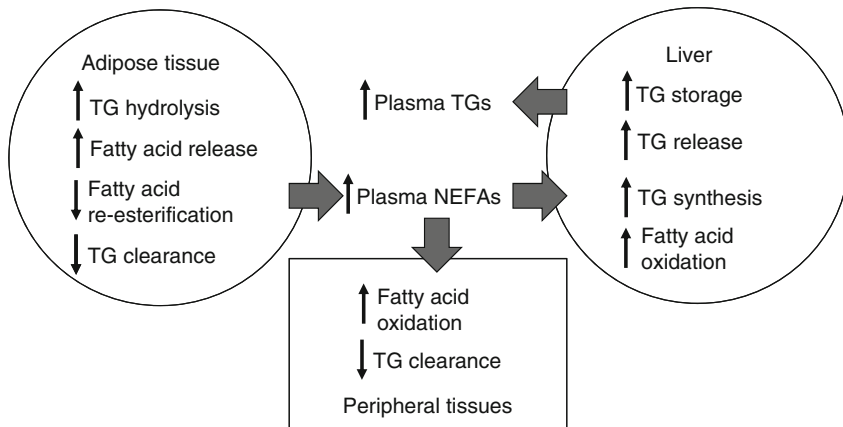 Adipose tissue
TG hydrolysis
Fatty acid release
Fatty acid
re-esterification
TG clearance
Plasma TGs
Plasma NEFAs
Liver
TG storage
TG release
TG synthesis
Fatty acid
oxidation
Fatty acid
oxidation
TG clearance
Peripheral tissues